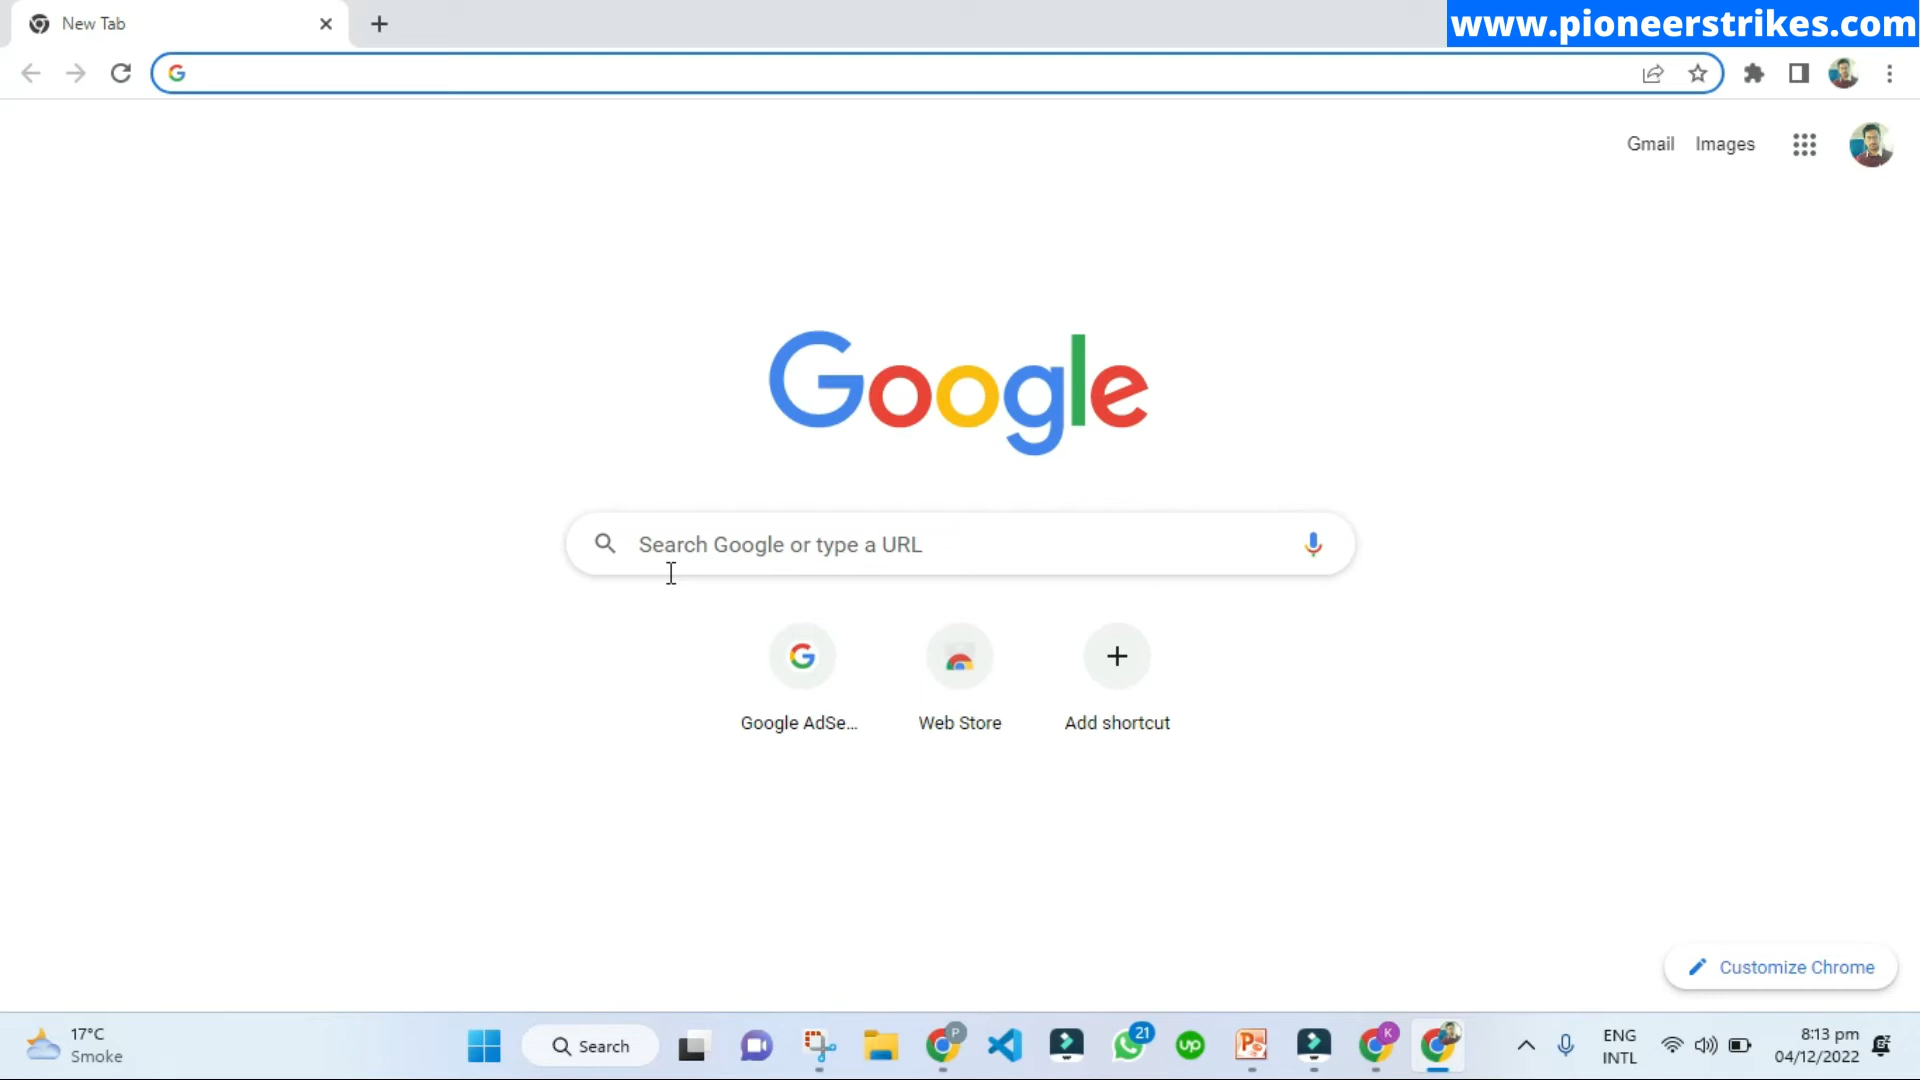 New Tab
www.pioneerstrikes.com
Gmail Images
Google
Search Google or type a URL
Google AdSe...
Web Store
Add shortcut
Customize Chrome
17°C
Smoke
Search
P
21
up
K
ENG
INTL
8:13 pm
04/12/2022